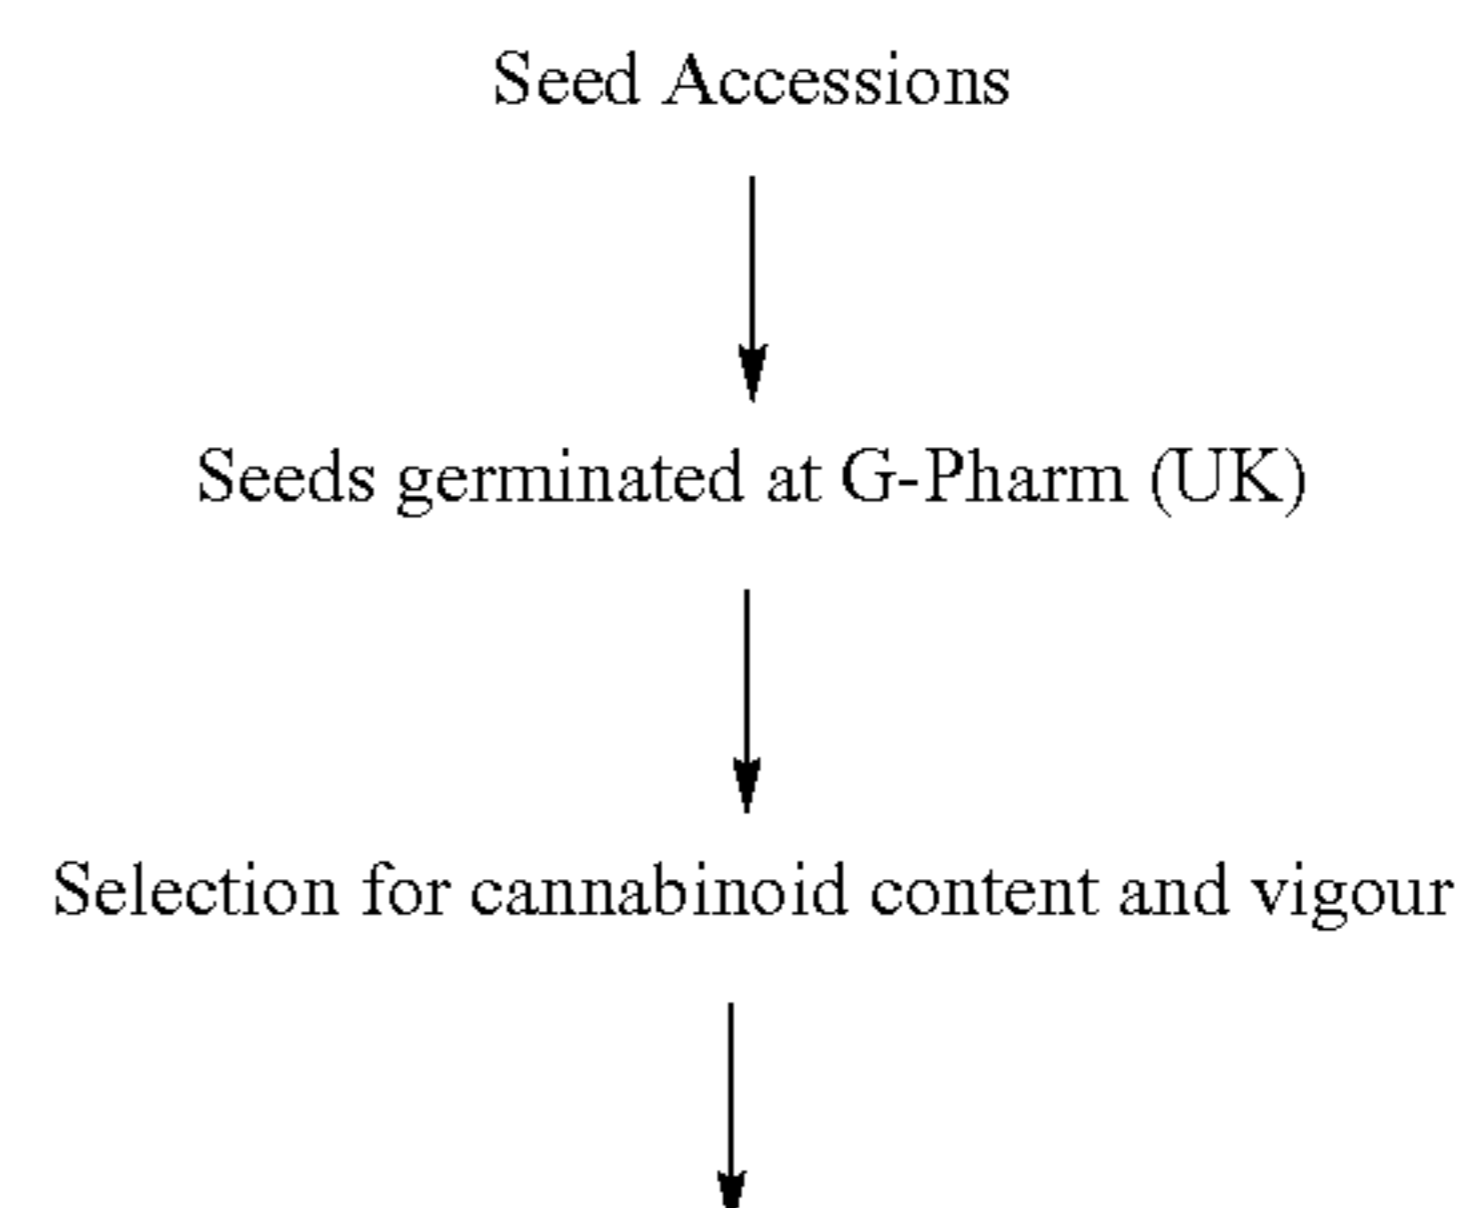 Seed Accessions
Seeds germinated at G-Pharm (UK)
Selection for cannabinoid content and vigour